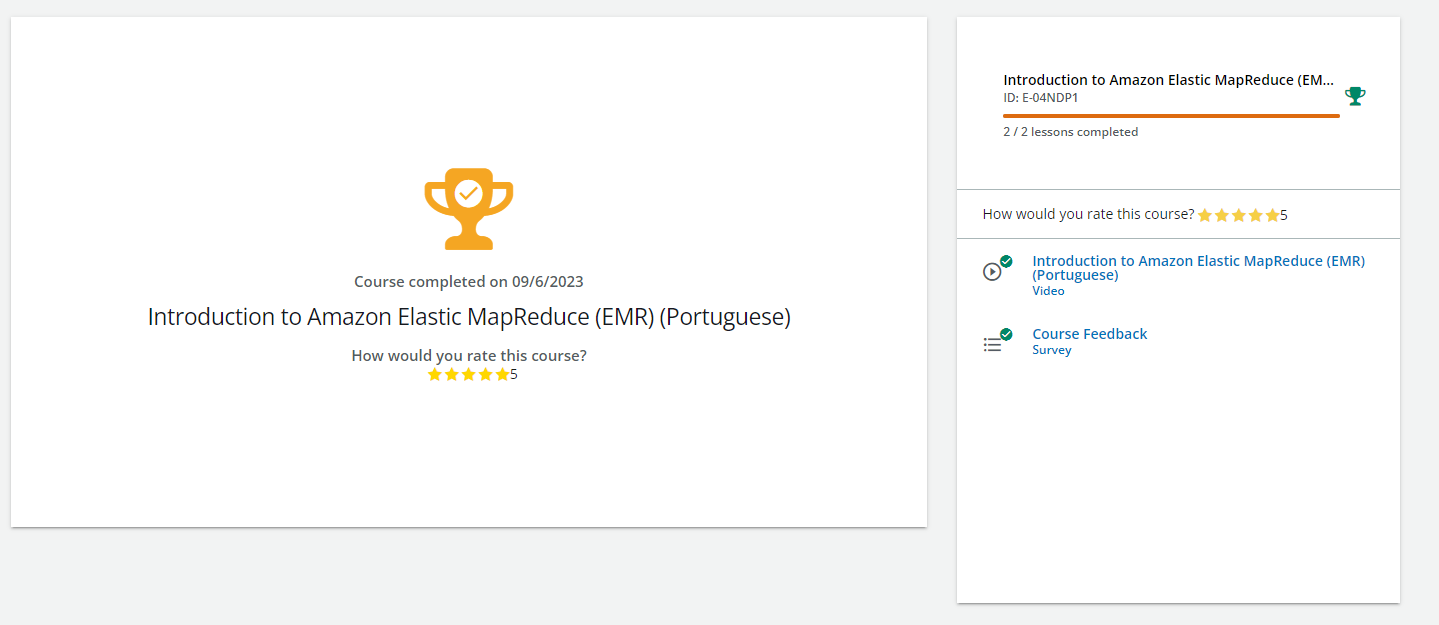 Course completed on 09/6/2023
Introduction to Amazon Elastic MapReduce (EMR) (Portuguese)
How would you rate this course?
5
Introduction to Amazon Elastic MapReduce (EM...
ID: E-04NDP1
2 / 2 lessons completed
How would you rate this course? 5
Introduction to Amazon Elastic MapReduce (EMR)
(Portuguese)
Video
Course Feedback
Survey